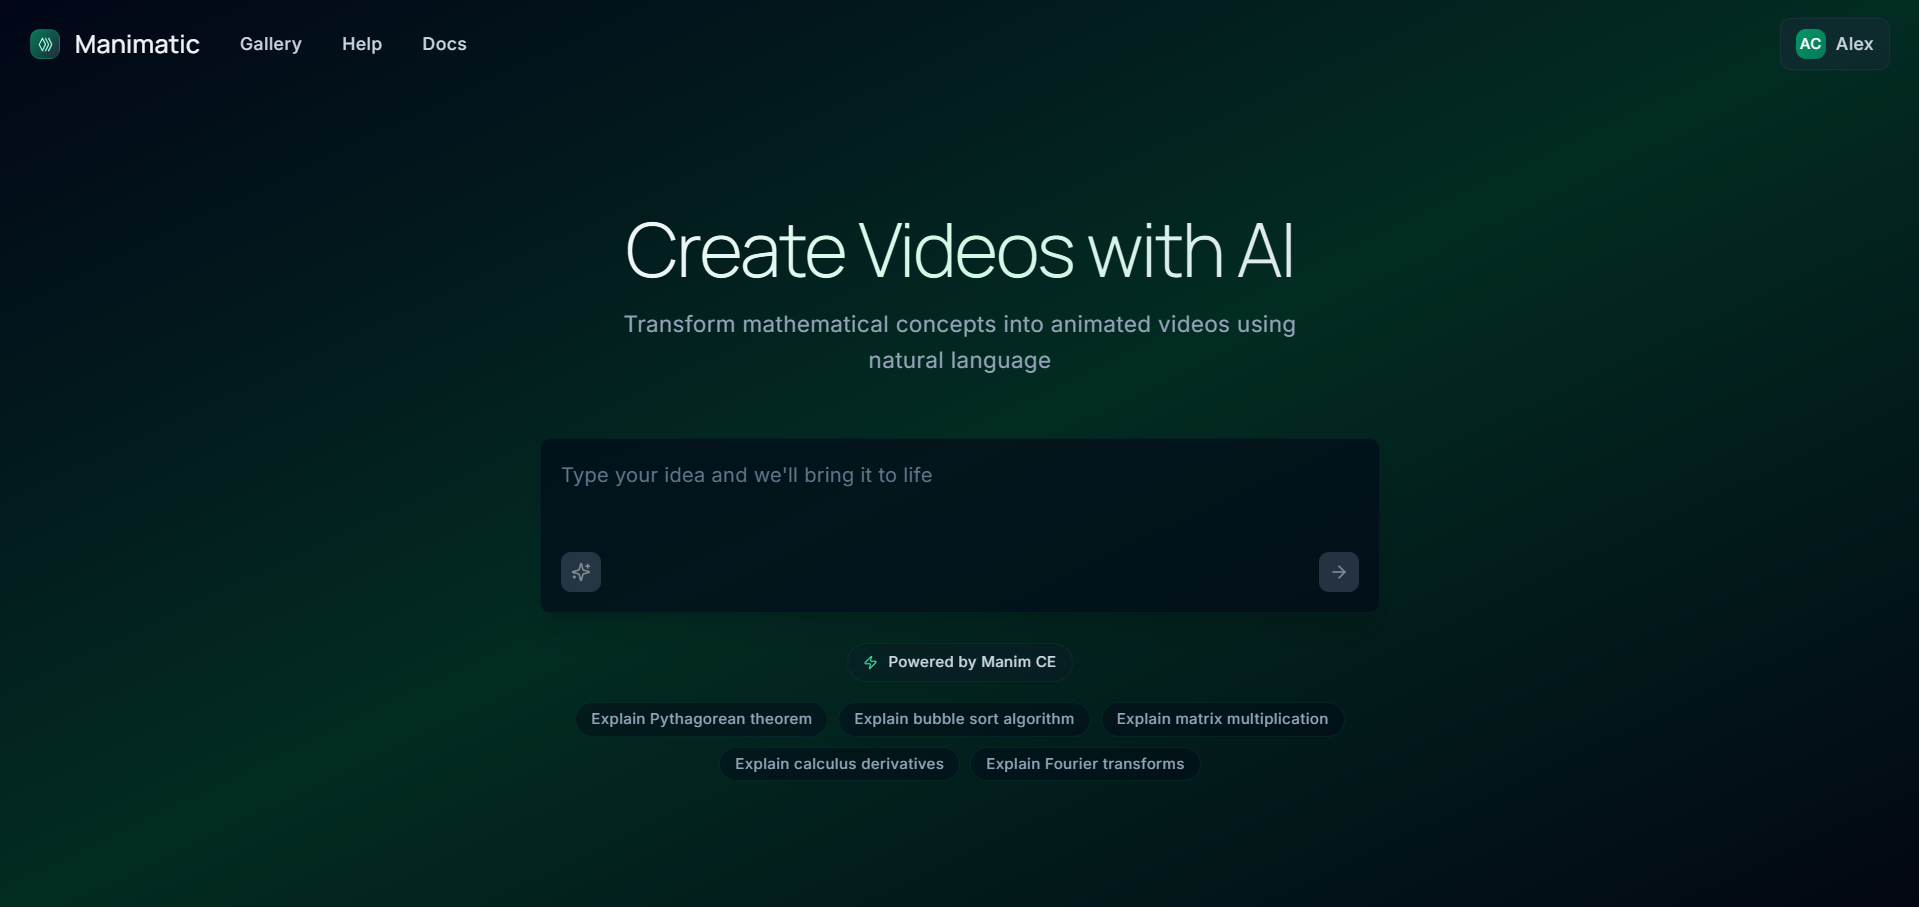 Manimatic
Gallery
Help
Docs
AC
Alex
Create Videos with AI
Transform mathematical concepts into animated videos using
natural language
Type your idea and we'll bring it to life
Powered by Manim CE
Explain Pythagorean theorem
Explain bubble sort algorithm
Explain matrix multiplication
Explain calculus derivatives
Explain Fourier transforms